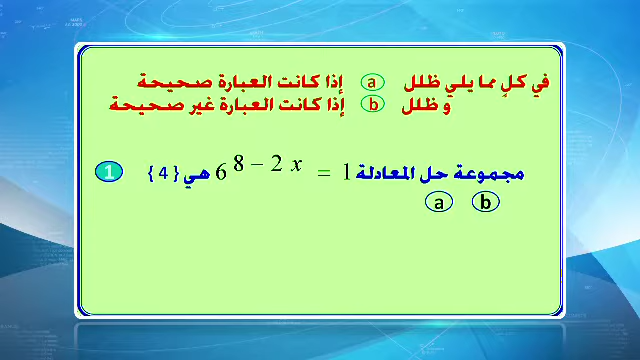 في كلٍ مما يلي ظلل a إذا كانت العبارة صحيحة
و ظلل b إذا كانت العبارة غير صحيحة
1 مجموعة حل المعادلة 6^{8 – 2x} = 1 هي { 4 }
a b